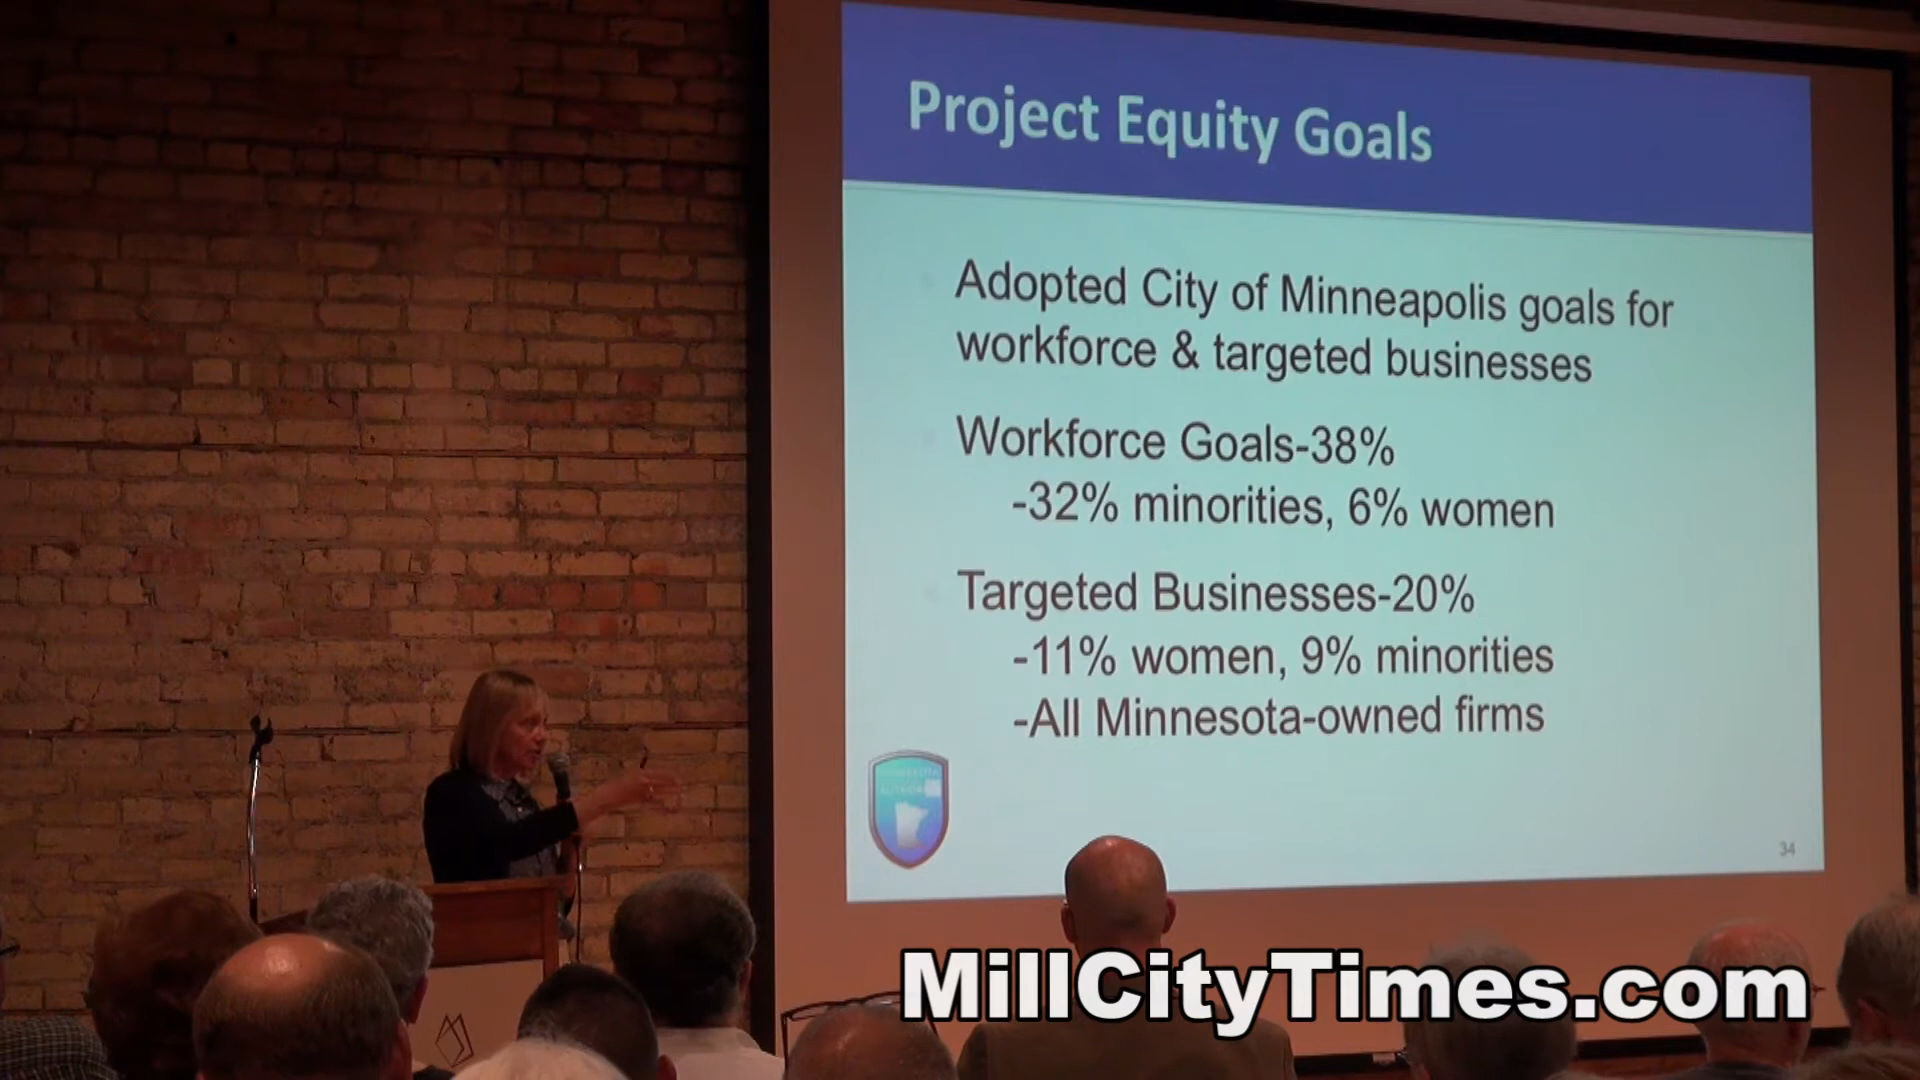 Project Equity Goals
Adopted City of Minneapolis goals for
workforce & targeted businesses
Workforce Goals-38%
-32% minorities, 6% women
Targeted Businesses-20%
-11% women, 9% minorities
-All Minnesota-owned firms
34
MillCityTimes.com